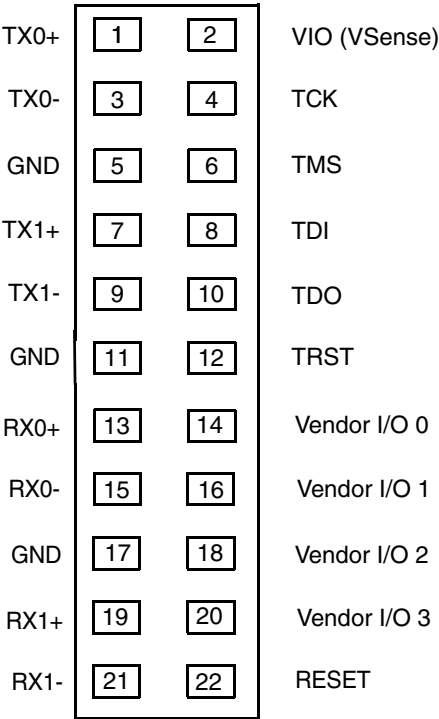 TX0+ 1 2 VIO (VSense)
TX0- 3 4 TCK
GND 5 6 TMS
TX1+ 7 8 TDI
TX1- 9 10 TDO
GND 11 12 TRST
RX0+ 13 14 Vendor I/O 0
RX0- 15 16 Vendor I/O 1
GND 17 18 Vendor I/O 2
RX1+ 19 20 Vendor I/O 3
RX1- 21 22 RESET